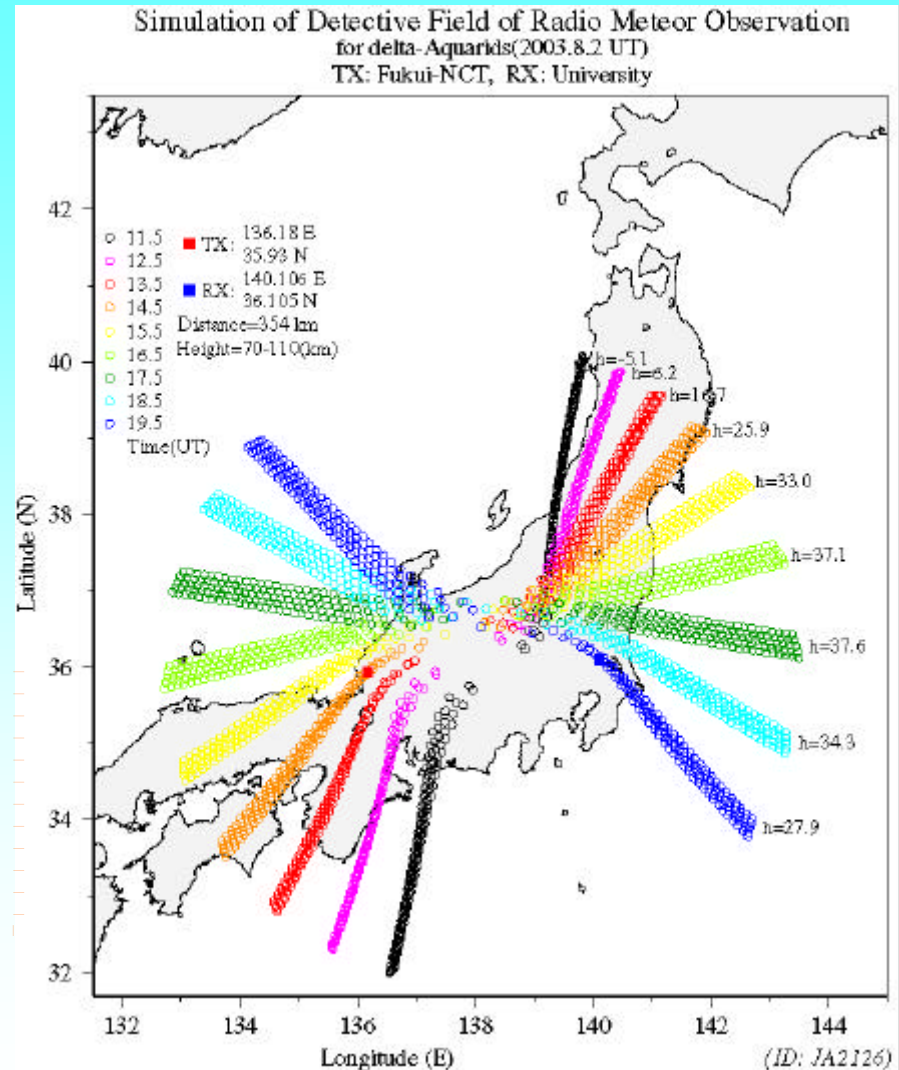 Simulation of Detective Field of Radio Meteor Observation
for delta-Aquarids(2003.8.2 UT)
TX: Fukui-NCT, RX: University
42
40
38
36
34
32
Latitude (N)
11.5
12.5
13.5
14.5
15.5
16.5
17.5
18.5
19.5
Time(UT)
TX: 136.18 E
35.93 N
RX: 140.106 E
36.105 N
Distance=354 km
Height=70-110(km)
h=-5.1
h=6.2
h=25.9
h=33.0
h=37.1
h=37.6
h=34.3
h=27.9
132
134
136
138
140
142
144
Longitude (E)
(ID: JA2126)